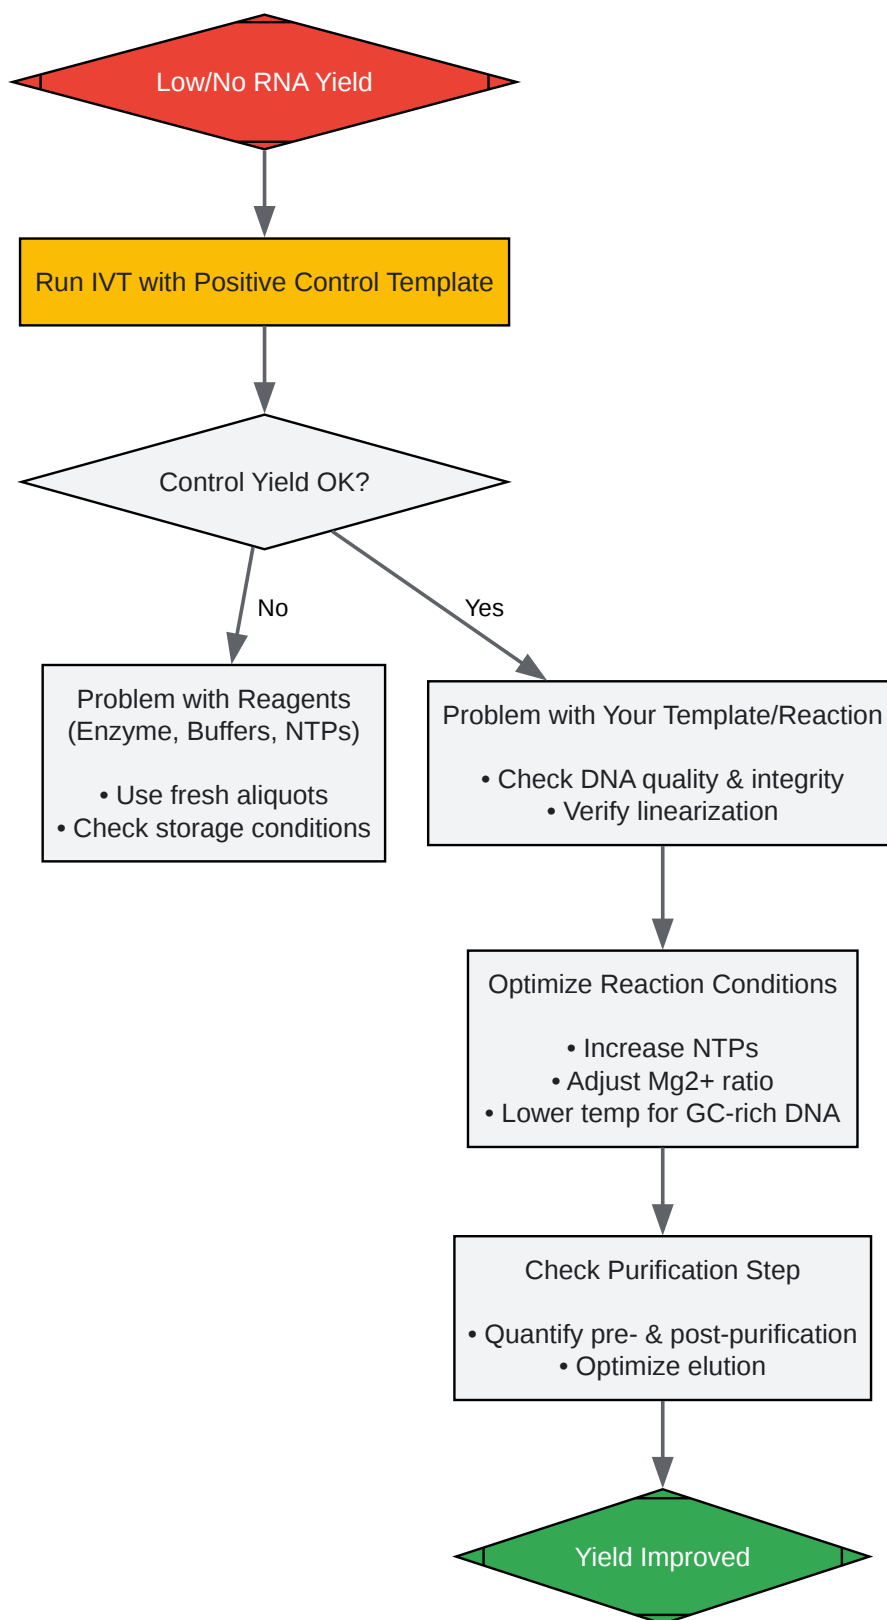 Low/No RNA Yield
Run IVT with Positive Control Template
Control Yield OK?
No
Yes
Problem with Reagents
(Enzyme, Buffers, NTPs)
• Use fresh aliquots
• Check storage conditions
Problem with Your Template/Reaction
• Check DNA quality & integrity
• Verify linearization
Optimize Reaction Conditions
• Increase NTPs
• Adjust Mg2+ ratio
• Lower temp for GC-rich DNA
Check Purification Step
• Quantify pre- & post-purification
• Optimize elution
Yield Improved